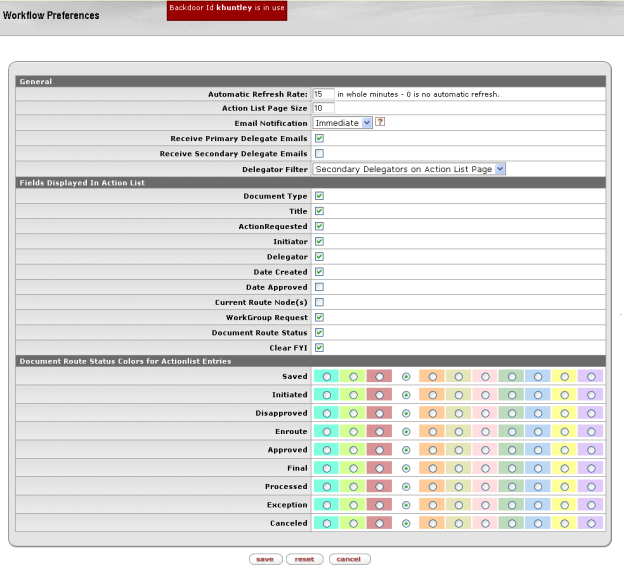 Workflow Preferences
Backdoor Id khuntley is in use
General
Automatic Refresh Rate: 15 in whole minutes - 0 is no automatic refresh.
Action List Page Size 10
Email Notification Immediate ?
Receive Primary Delegate Emails
Receive Secondary Delegate Emails
Delegator Filter Secondary Delegators on Action List Page
Fields Displayed In Action List
Document Type
Title
ActionRequested
Initiator
Delegator
Date Created
Date Approved
Current Route Node(s)
WorkGroup Request
Document Route Status
Clear FYI
Document Route Status Colors for Actionlist Entries
Saved
Initiated
Disapproved
Enroute
Approved
Final
Processed
Exception
Canceled
save reset cancel